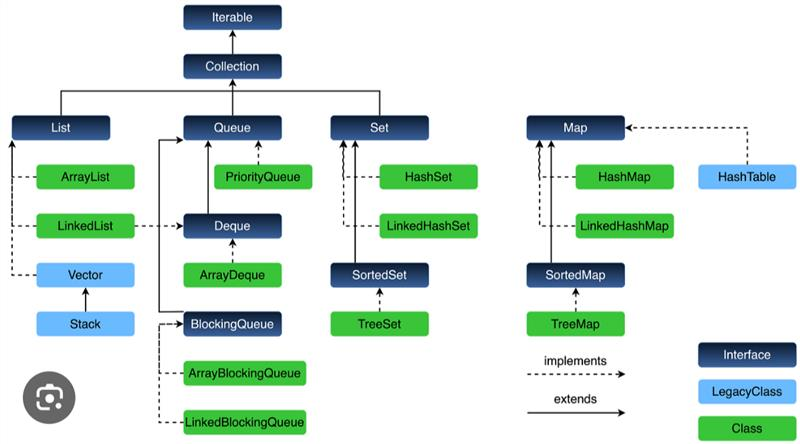 Iterable
Collection
List
Queue
Set
Map
ArrayList
PriorityQueue
HashSet
HashMap
HashTable
LinkedList
Deque
LinkedHashSet
LinkedHashMap
Vector
ArrayDeque
SortedSet
SortedMap
Stack
BlockingQueue
TreeSet
TreeMap
implements
Interface
ArrayBlockingQueue
LegacyClass
extends
LinkedBlockingQueue
Class